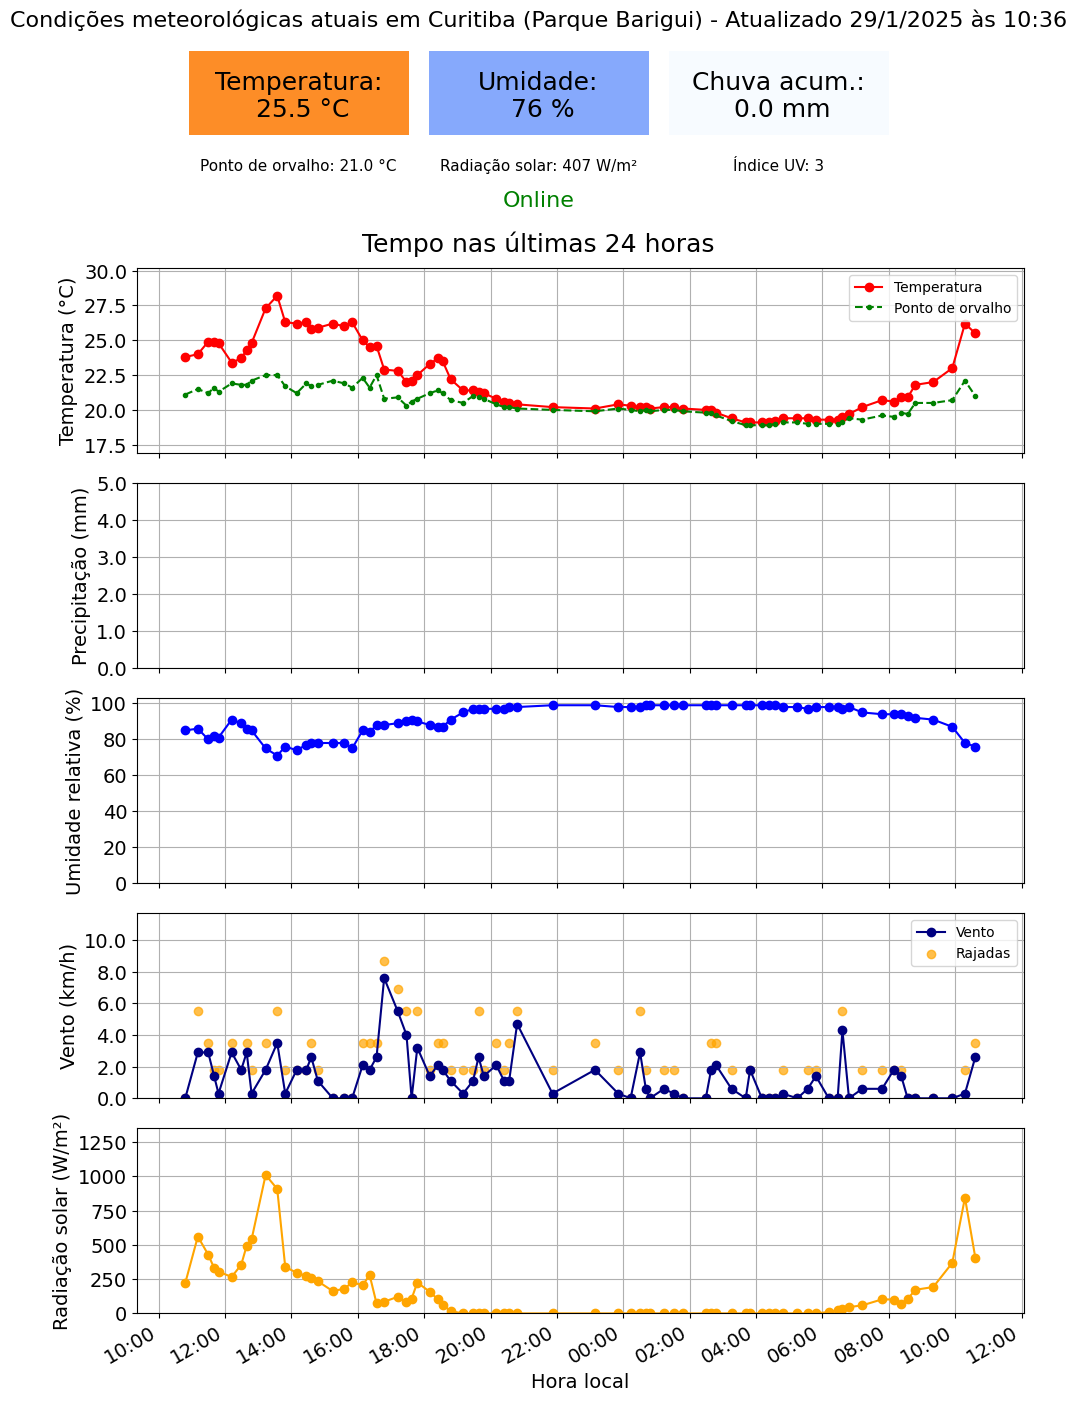 Condições meteorológicas atuais em Curitiba (Parque Barigui) - Atualizado 29/1/2025 às 10:36
Temperatura:
25.5 °C
Umidade:
76 %
Chuva acum.:
0.0 mm
Ponto de orvalho: 21.0 °C
Radiação solar: 407 W/m²
Índice UV: 3
Online
Tempo nas últimas 24 horas
Temperatura (°C)
30.0
27.5
25.0
22.5
20.0
17.5
Temperatura
Ponto de orvalho
Precipitação (mm)
5.0
4.0
3.0
2.0
1.0
0.0
Umidade relativa (%)
100
80
60
40
20
0
Vento (km/h)
10.0
8.0
6.0
4.0
2.0
0.0
Vento
Rajadas
Radiação solar (W/m²)
1250
1000
750
500
250
0
10:00
12:00
14:00
16:00
18:00
20:00
22:00
00:00
02:00
04:00
06:00
08:00
10:00
12:00
Hora local